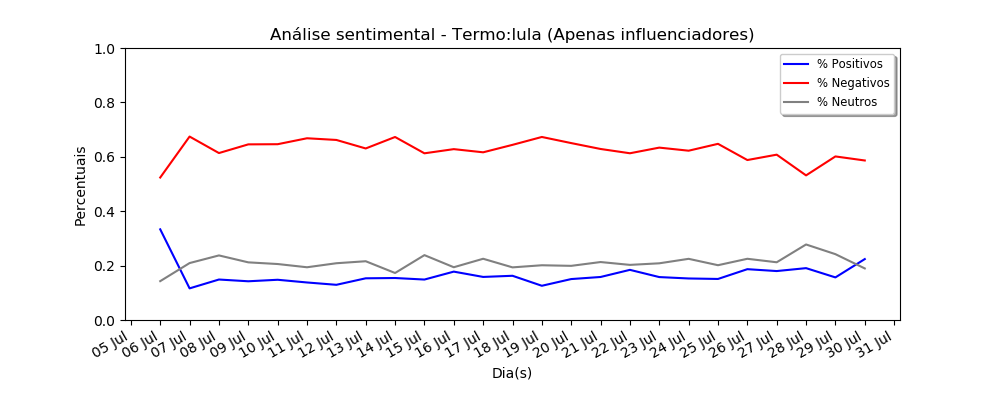 Análise sentimental - Termo:lula (Apenas influenciadores)
% Positivos
% Negativos
% Neutros
Percentuais
1.0
0.8
0.6
0.4
0.2
0.0
05 Jul
06 Jul
07 Jul
08 Jul
09 Jul
10 Jul
11 Jul
12 Jul
13 Jul
14 Jul
15 Jul
16 Jul
17 Jul
18 Jul
19 Jul
20 Jul
21 Jul
22 Jul
23 Jul
24 Jul
25 Jul
26 Jul
27 Jul
28 Jul
29 Jul
30 Jul
31 Jul
Dia(s)